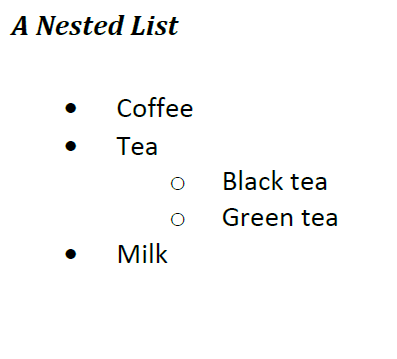 A Nested List
• Coffee
• Tea
○ Black tea
○ Green tea
• Milk